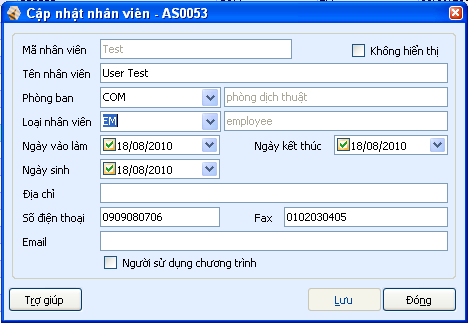 Cập nhật nhân viên - AS0053
Mã nhân viên Test Không hiển thị
Tên nhân viên User Test
Phòng ban COM phòng dịch thuật
Loại nhân viên EM employee
Ngày vào làm 18/08/2010 Ngày kết thúc 18/08/2010
Ngày sinh 18/08/2010
Địa chỉ
Số điện thoại 0909080706 Fax 0102030405
Email
Người sử dụng chương trình
Trợ giúp Lưu Đóng